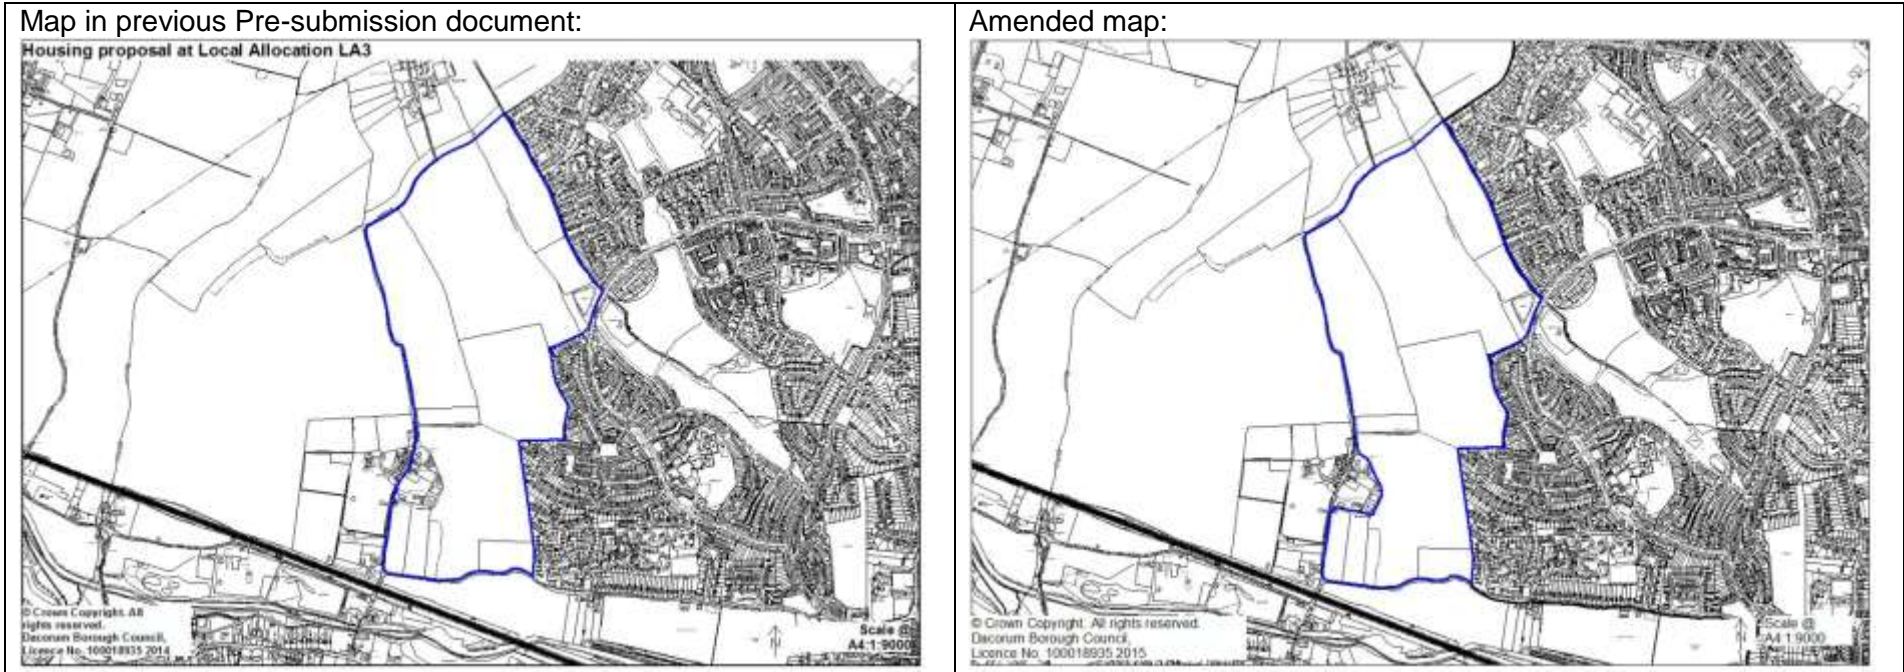 Map in previous Pre-submission document:
Housing proposal at Local Allocation LA3
© Crown Copyright. All
rights reserved.
Dacorum Borough Council,
Licence No. 100018935 2014
N
Scale @
A4 1:9000
Amended map:
© Crown Copyright. All rights reserved.
Dacorum Borough Council,
Licence No. 100018935 2015
N
Scale @
A4 1:9000